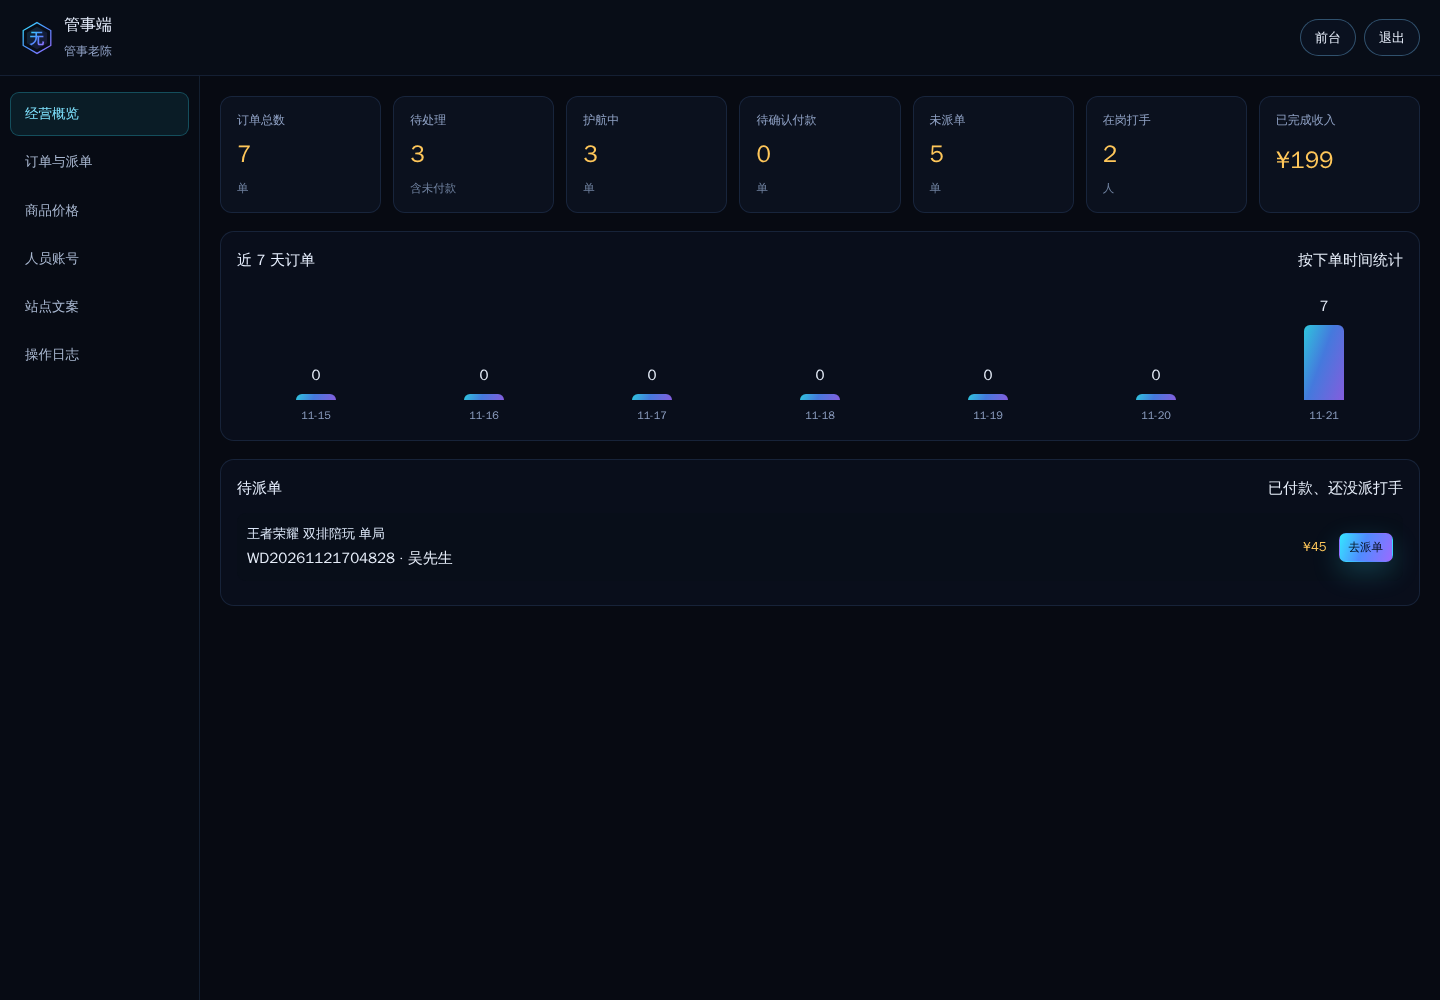 无
管事端
管事老陈
前台
退出
经营概览
订单与派单
商品价格
人员账号
站点文案
操作日志
订单总数
7
单
待处理
3
含未付款
护航中
3
单
待确认付款
0
单
未派单
5
单
在岗打手
2
人
已完成收入
¥199
近 7 天订单
按下单时间统计
0
11-15
0
11-16
0
11-17
0
11-18
0
11-19
0
11-20
7
11-21
待派单
已付款、还没派打手
王者荣耀 双排陪玩 单局
WD20261121704828 · 吴先生
¥45
去派单